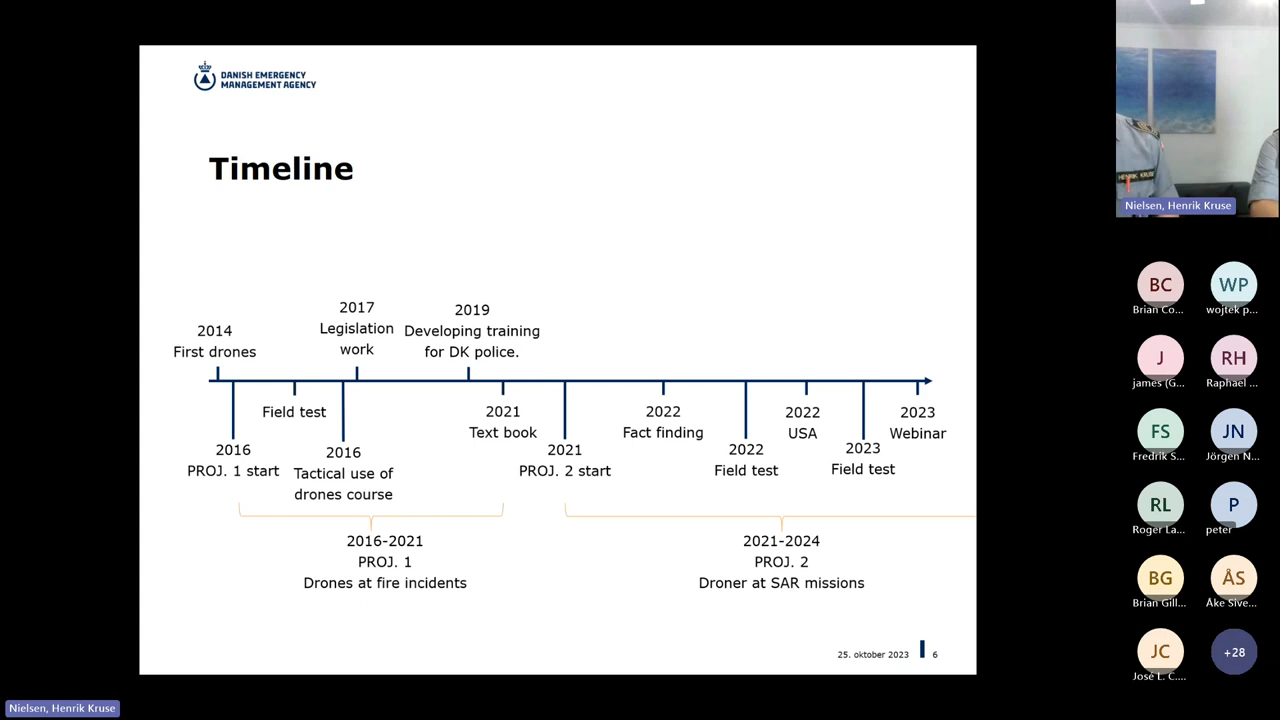 DANISH EMERGENCY
MANAGEMENT AGENCY
Timeline
2014
First drones
2017
Legislation
work
2019
Developing training
for DK police.
Field test
2016
PROJ. 1 start
2016
Tactical use of
drones course
2021
Text book
2021
PROJ. 2 start
2022
Fact finding
2022
Field test
2022
USA
2023
Field test
2023
Webinar
2016-2021
PROJ. 1
Drones at fire incidents
2021-2024
PROJ. 2
Droner at SAR missions
25. oktober 2023
6
HENRIK KRUSE
Nielsen, Henrik Kruse
BC
Brian Co...
WP
wojtek p...
J
james (G...
RH
Raphael ...
FS
Fredrik S...
JN
Jörgen N...
RL
Roger La...
P
peter
BG
Brian Gill...
ÅS
Åke Sive...
JC
José L. C....
+28
Nielsen, Henrik Kruse